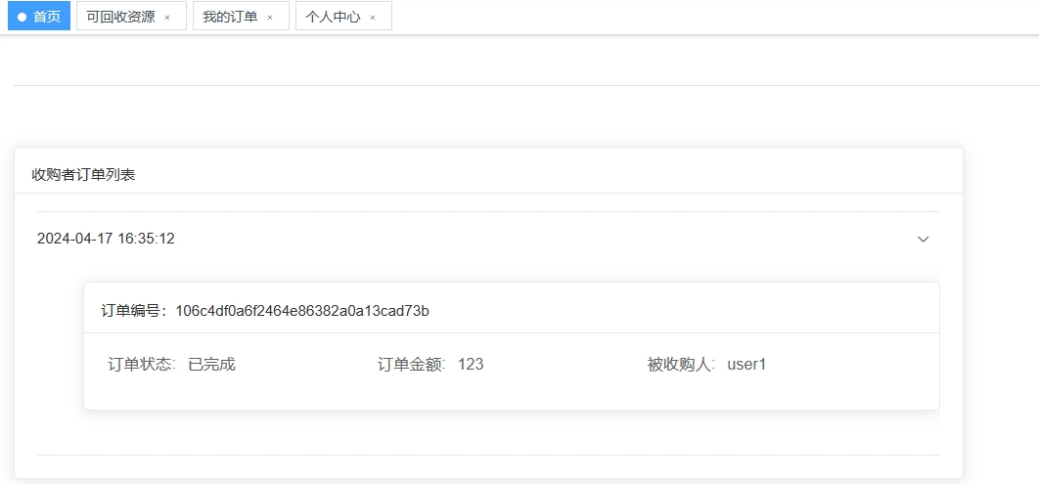 首页 可回收资源 × 我的订单 × 个人中心 ×
收购者订单列表
2024-04-17 16:35:12
订单编号：106c4df0a6f2464e86382a0a13cad73b
订单状态: 已完成 订单金额: 123 被收购人: user1